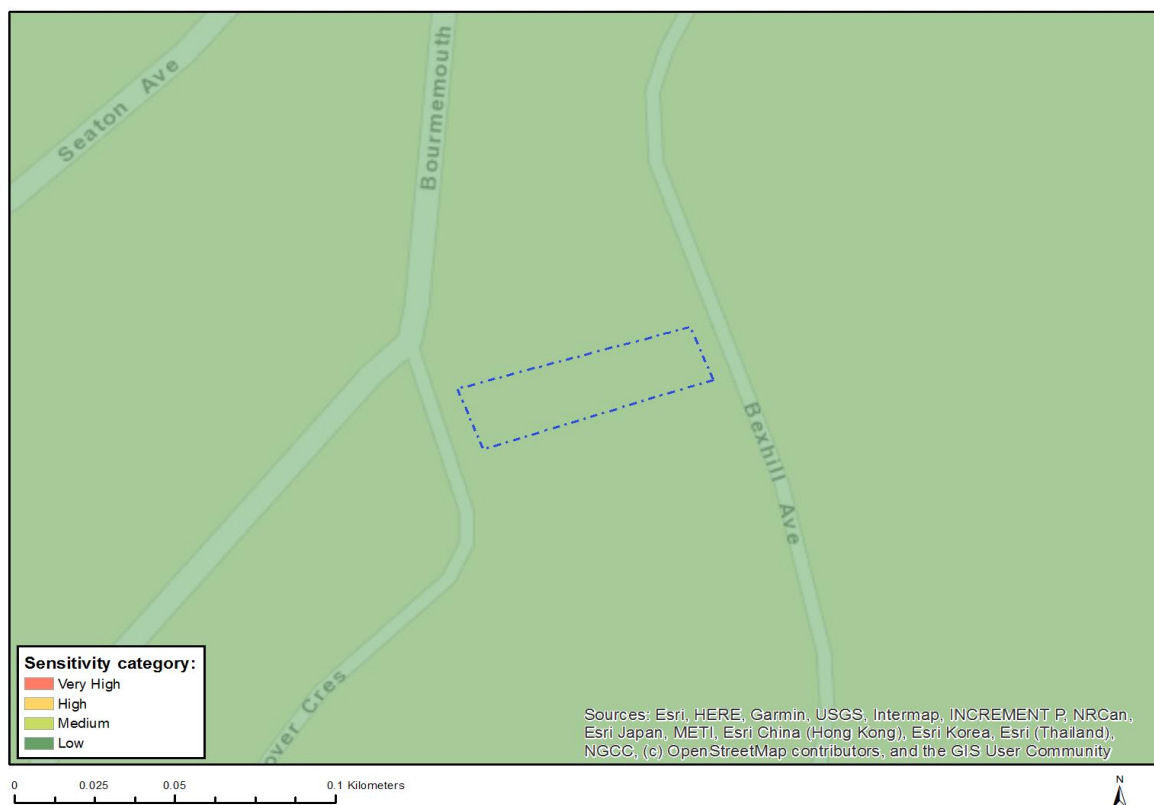 Seaton Ave
Bournemouth
Bexhill Ave
over Cres
Sensitivity category:
Very High
High
Medium
Low
Sources: Esri, HERE, Garmin, USGS, Intermap, INCREMENT P, NRCan,
Esri Japan, METI, Esri China (Hong Kong), Esri Korea, Esri (Thailand),
NGCC, (c) OpenStreetMap contributors, and the GIS User Community
0 0.025 0.05 0.1 Kilometers
N